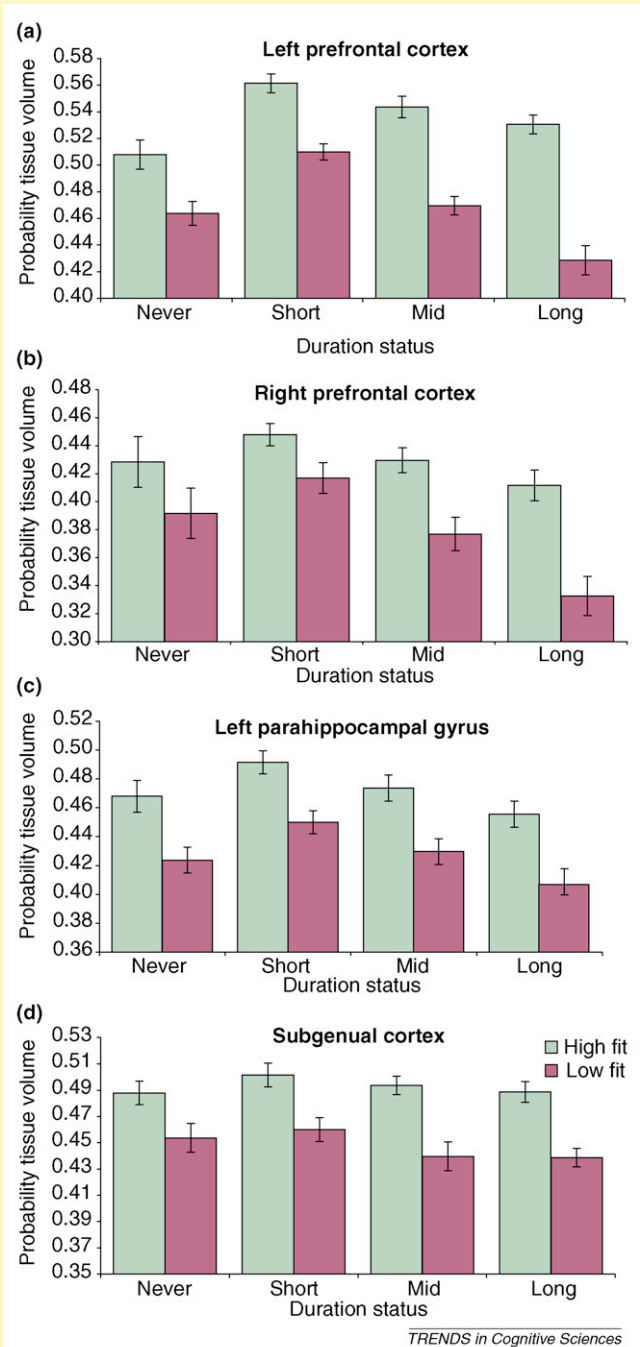 (a)
Left prefrontal cortex
Probability tissue volume
0.58
0.56
0.54
0.52
0.50
0.48
0.46
0.44
0.42
0.40
Never Short Mid Long
Duration status
(b)
Right prefrontal cortex
Probability tissue volume
0.48
0.46
0.44
0.42
0.40
0.38
0.36
0.34
0.32
0.30
Never Short Mid Long
Duration status
(c)
Left parahippocampal gyrus
Probability tissue volume
0.52
0.50
0.48
0.46
0.44
0.42
0.40
0.38
0.36
Never Short Mid Long
Duration status
(d)
Subgenual cortex
High fit
Low fit
Probability tissue volume
0.53
0.51
0.49
0.47
0.45
0.43
0.41
0.39
0.37
0.35
Never Short Mid Long
Duration status
TRENDS in Cognitive Sciences